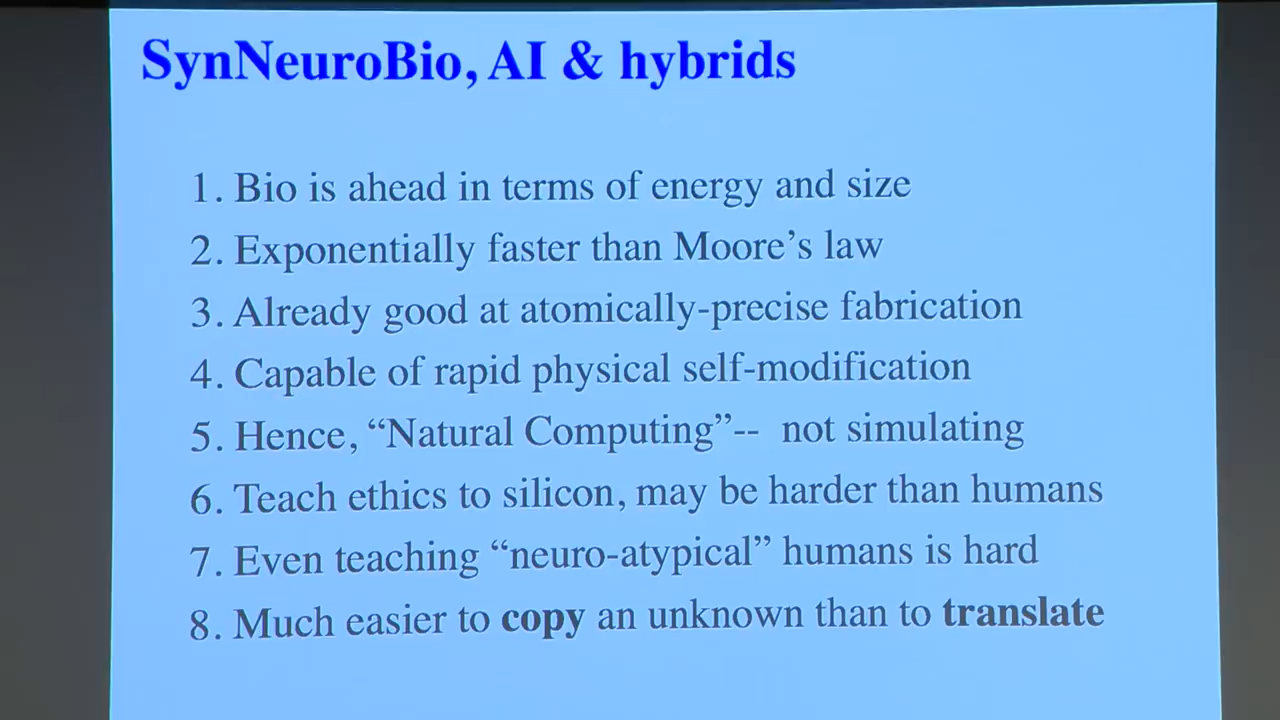 SynNeuroBio, AI & hybrids
1. Bio is ahead in terms of energy and size
2. Exponentially faster than Moore’s law
3. Already good at atomically-precise fabrication
4. Capable of rapid physical self-modification
5. Hence, “Natural Computing”-- not simulating
6. Teach ethics to silicon, may be harder than humans
7. Even teaching “neuro-atypical” humans is hard
8. Much easier to copy an unknown than to translate